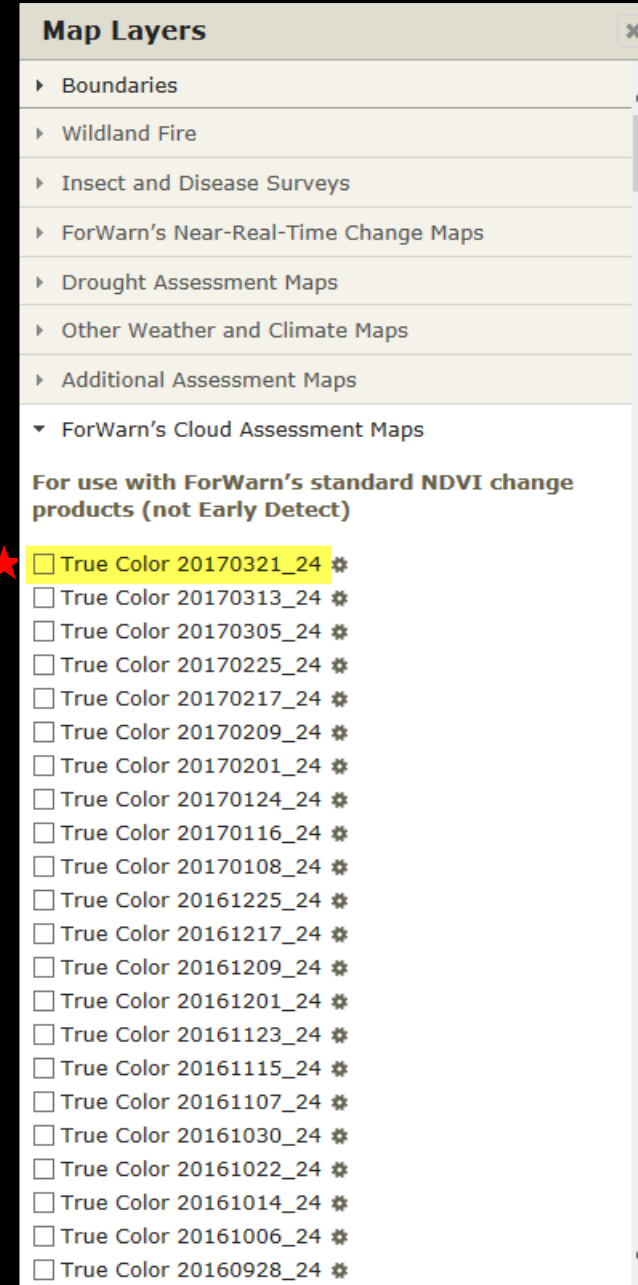 Map Layers
Boundaries
Wildland Fire
Insect and Disease Surveys
ForWarn’s Near-Real-Time Change Maps
Drought Assessment Maps
Other Weather and Climate Maps
Additional Assessment Maps
ForWarn’s Cloud Assessment Maps
For use with ForWarn’s standard NDVI change
products (not Early Detect)
True Color 20170321_24
True Color 20170313_24
True Color 20170305_24
True Color 20170225_24
True Color 20170217_24
True Color 20170209_24
True Color 20170201_24
True Color 20170124_24
True Color 20170116_24
True Color 20170108_24
True Color 20161225_24
True Color 20161217_24
True Color 20161209_24
True Color 20161201_24
True Color 20161123_24
True Color 20161115_24
True Color 20161107_24
True Color 20161030_24
True Color 20161022_24
True Color 20161014_24
True Color 20161006_24
True Color 20160928_24